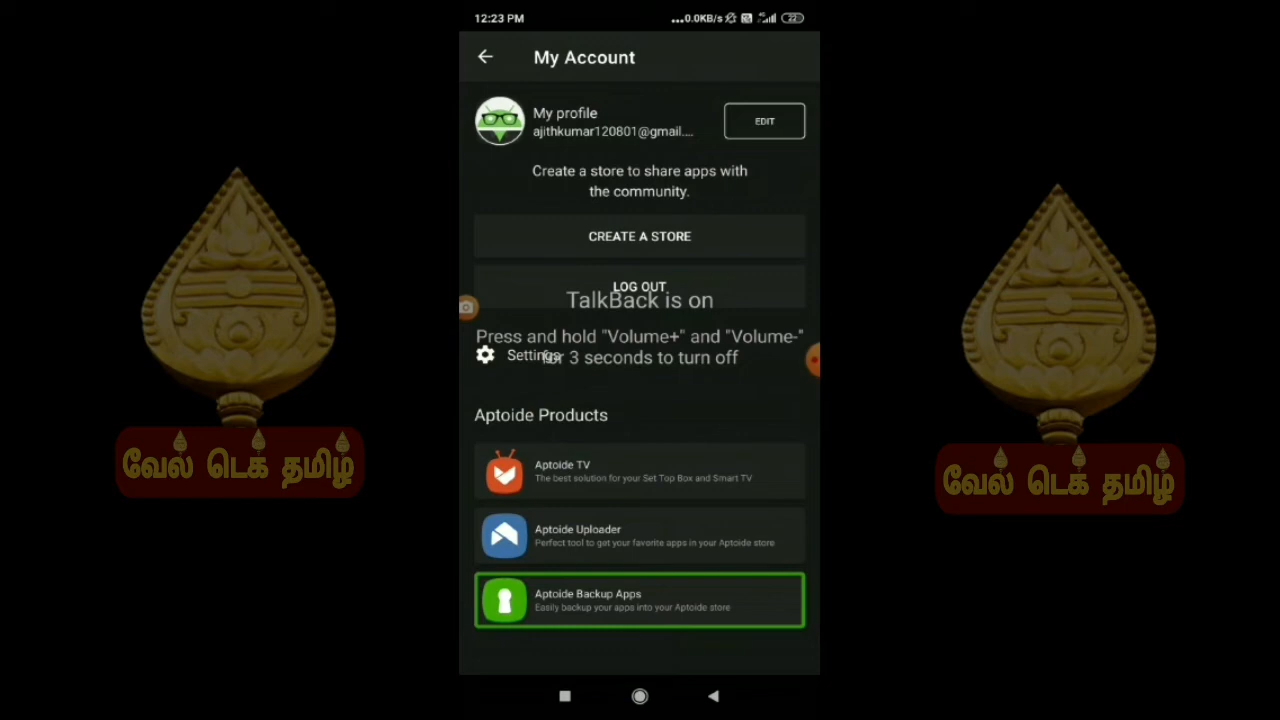 12:23 PM
...0.0KB/s 4G 22
My Account
My profile
ajithkumar120801@gmail....
EDIT
Create a store to share apps with
the community.
CREATE A STORE
LOG OUT
TalkBack is on
Press and hold "Volume+" and "Volume-"
for 3 seconds to turn off
Settings
Aptoide Products
Aptoide TV
The best solution for your Set Top Box and Smart TV
Aptoide Uploader
Perfect tool to get your favorite apps in your Aptoide store
Aptoide Backup Apps
Easily backup your apps into your Aptoide store
வேல் டெக் தமிழ்
வேல் டெக் தமிழ்